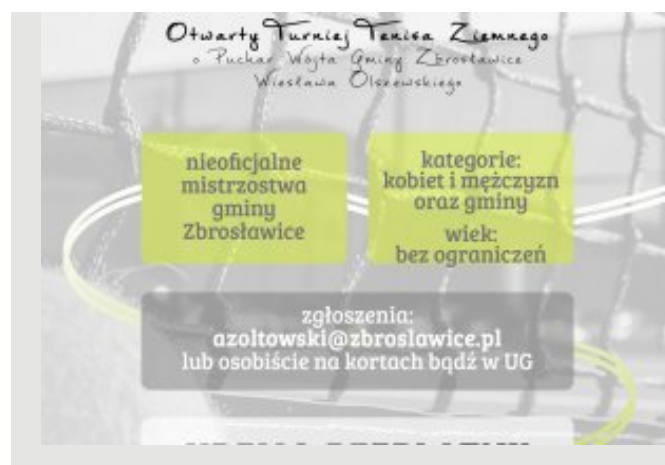 Otwarty Turniej Tenisa Ziemnego
o Puchar Wójta Gminy Zbrosławice
Wiesława Olszewskiego
nieoficjalne
mistrzostwa
gminy
Zbrosławice
kategorie:
kobiet i mężczyzn
oraz gminy
wiek:
bez ograniczeń
zgłoszenia:
azoltowski@zbroslawice.pl
lub osobiście na kortach bądź w UG